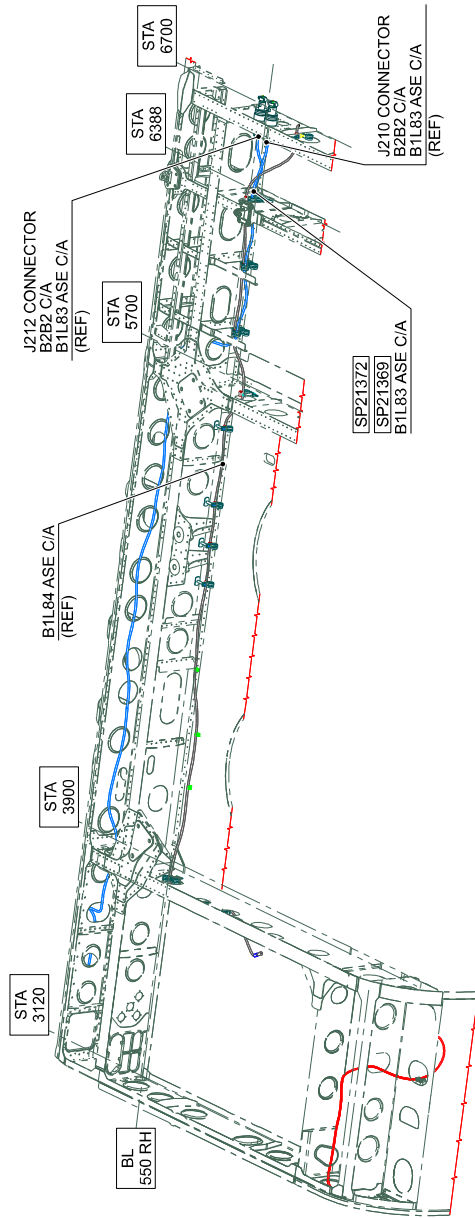 STA
3120
BL
550 RH
STA
3900
B1L84 ASE C/A
(REF)
STA
5700
J212 CONNECTOR
B2B2 C/A
B1L83 ASE C/A
(REF)
STA
6388
STA
6700
SP21372
SP21369
B1L83 ASE C/A
J210 CONNECTOR
B2B2 C/A
B1L83 ASE C/A
(REF)